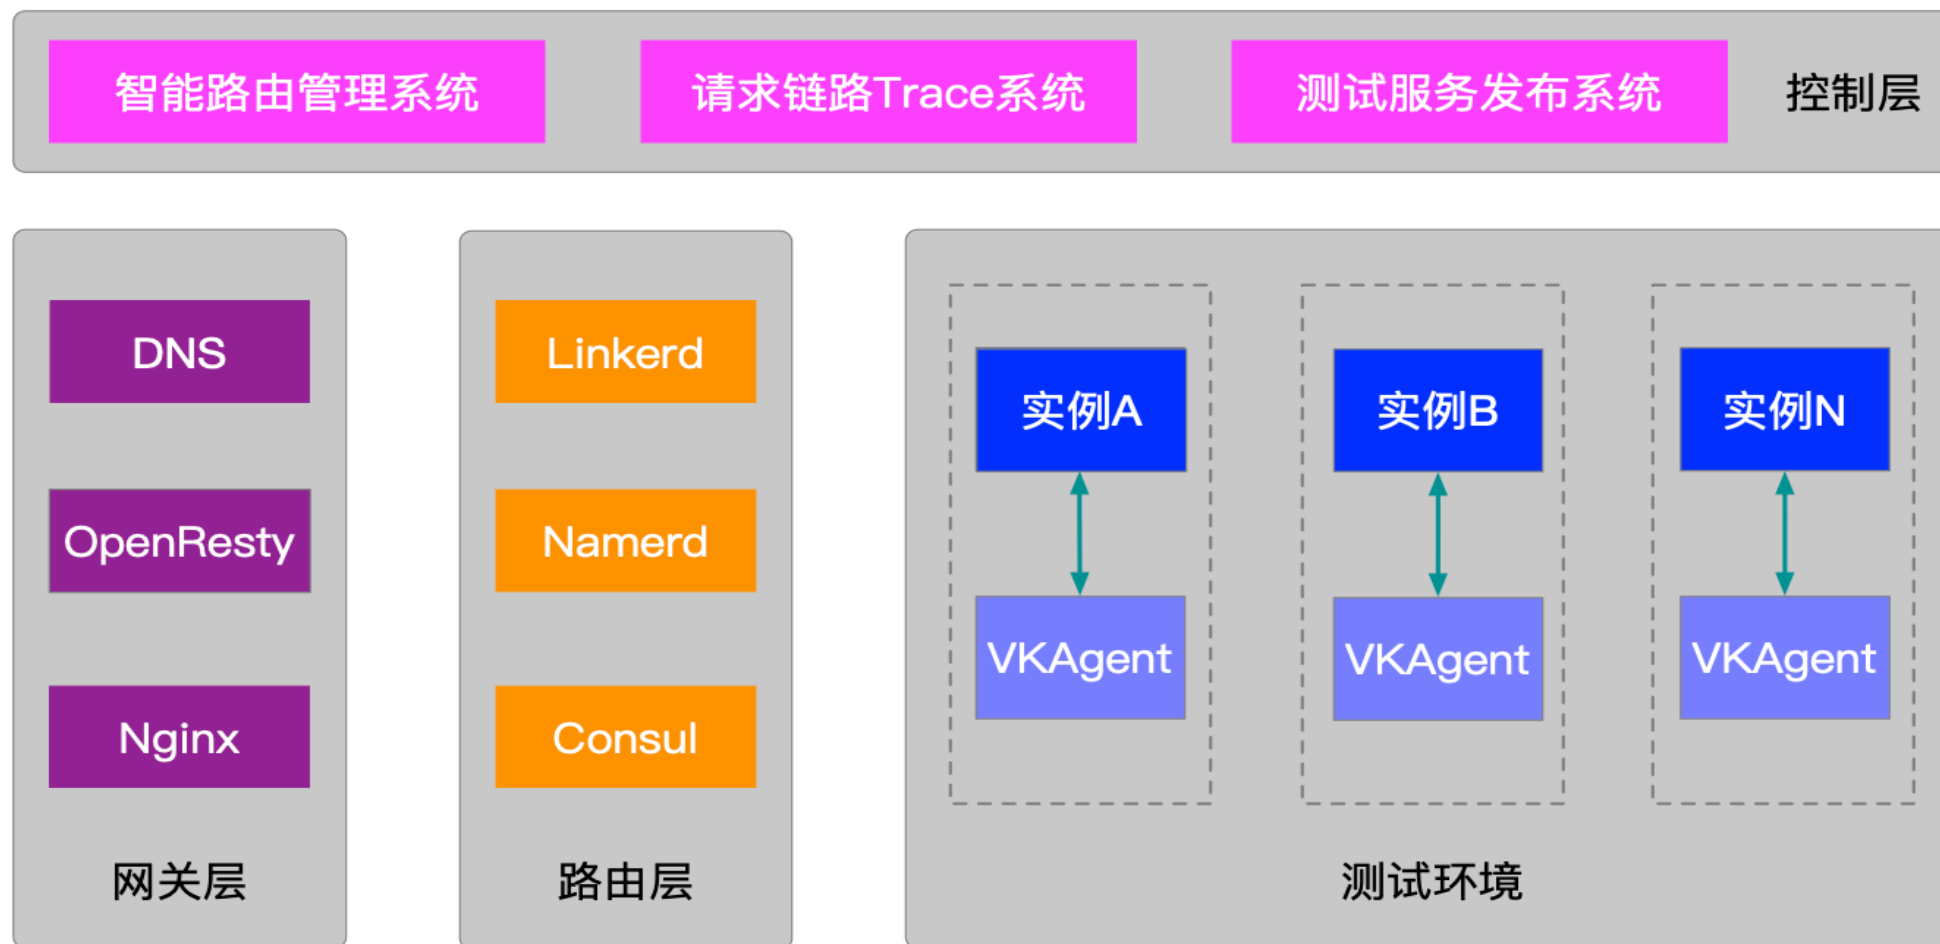 智能路由管理系统
请求链路Trace系统
测试服务发布系统
控制层
DNS
OpenResty
Nginx
网关层
Linkerd
Namerd
Consul
路由层
实例A
实例B
实例N
VKAgent
VKAgent
VKAgent
测试环境